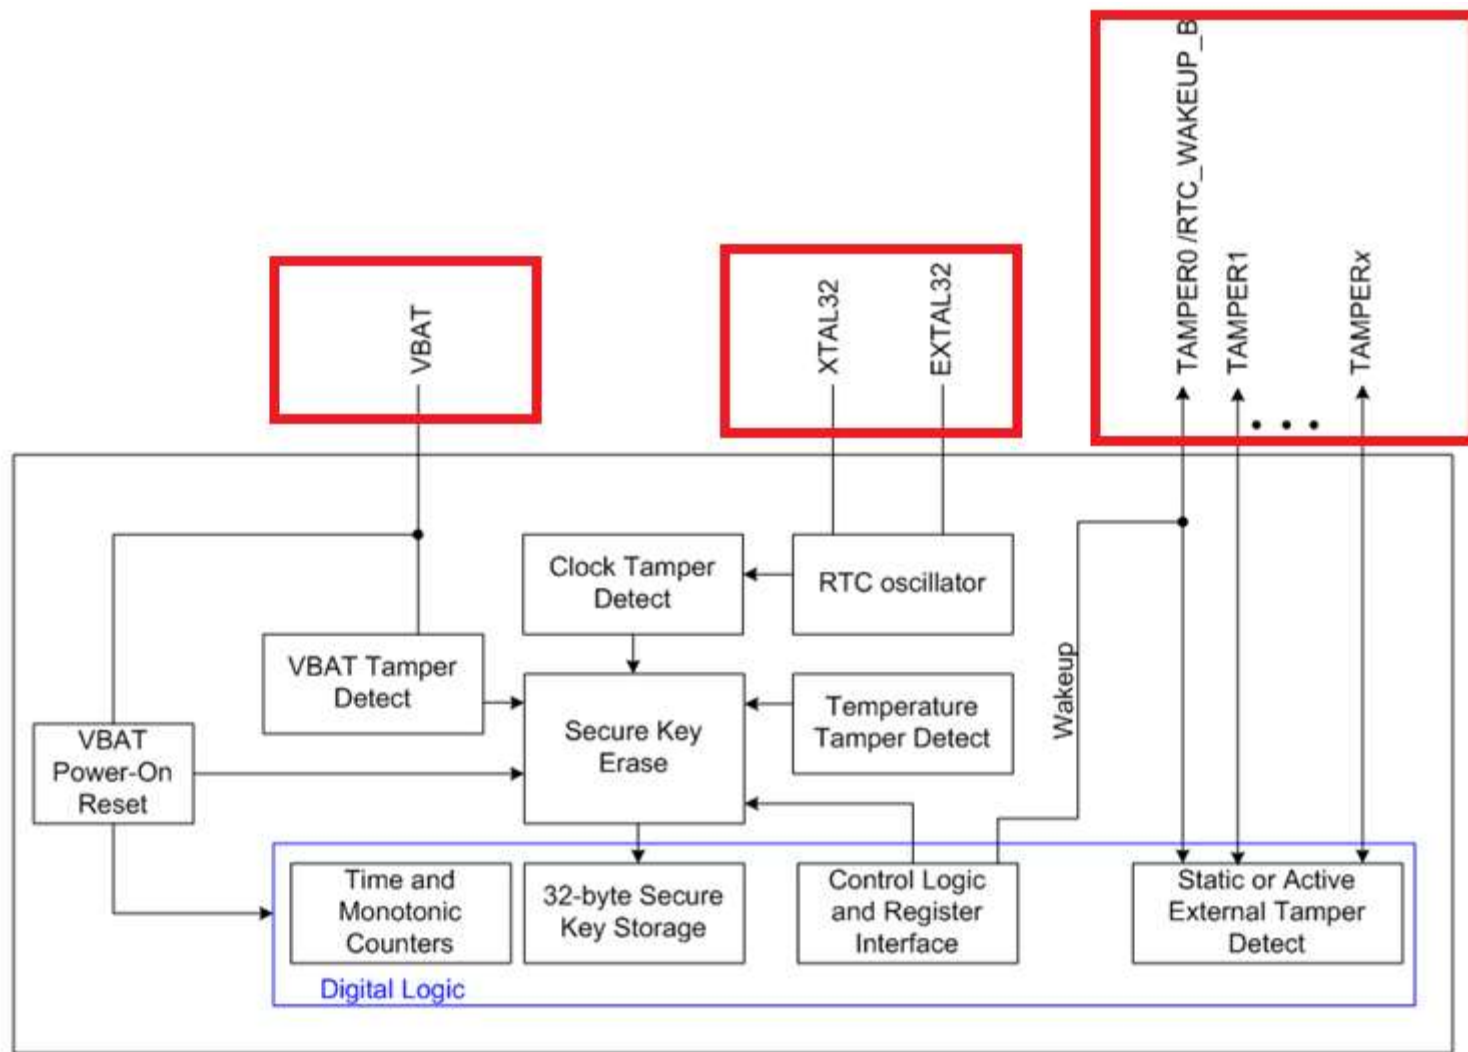 TAMPER0 /RTC_WAKEUP_B
TAMPER1
TAMPERx
VBAT
XTAL32
EXTAL32
Clock Tamper
Detect
RTC oscillator
VBAT Tamper
Detect
Secure Key
Erase
Temperature
Tamper Detect
Wakeup
VBAT
Power-On
Reset
Time and
Monotonic
Counters
32-byte Secure
Key Storage
Control Logic
and Register
Interface
Static or Active
External Tamper
Detect
Digital Logic